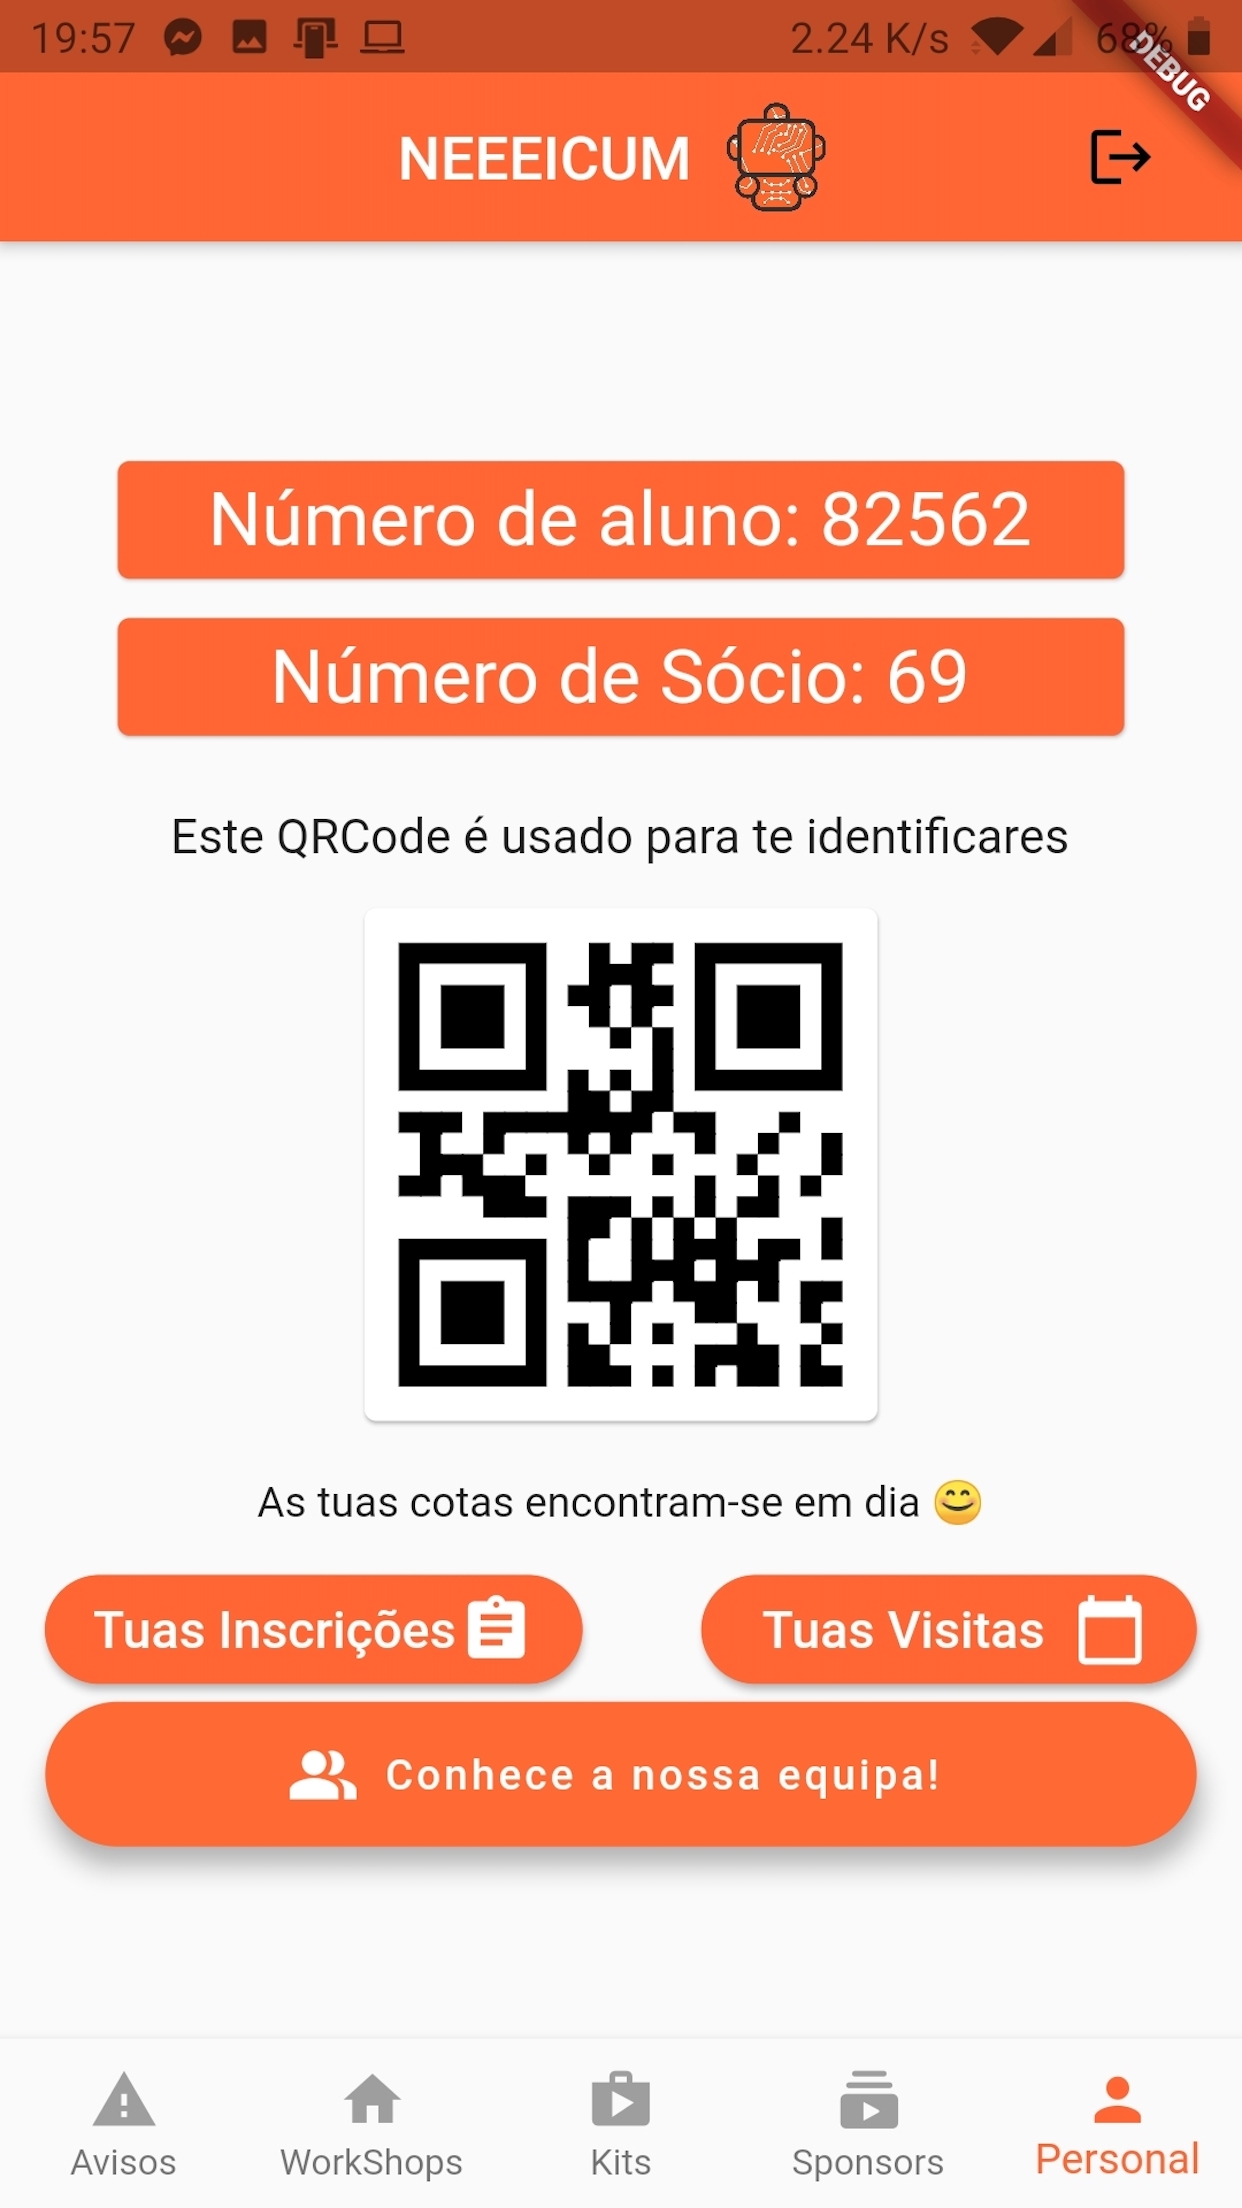 19:57 2.24 K/s 68%
DEBUG
NEEEICUM
Número de aluno: 82562
Número de Sócio: 69
Este QRCode é usado para te identificares
As tuas cotas encontram-se em dia 😊
Tuas Inscrições Tuas Visitas
Conhece a nossa equipa!
Avisos WorkShops Kits Sponsors Personal